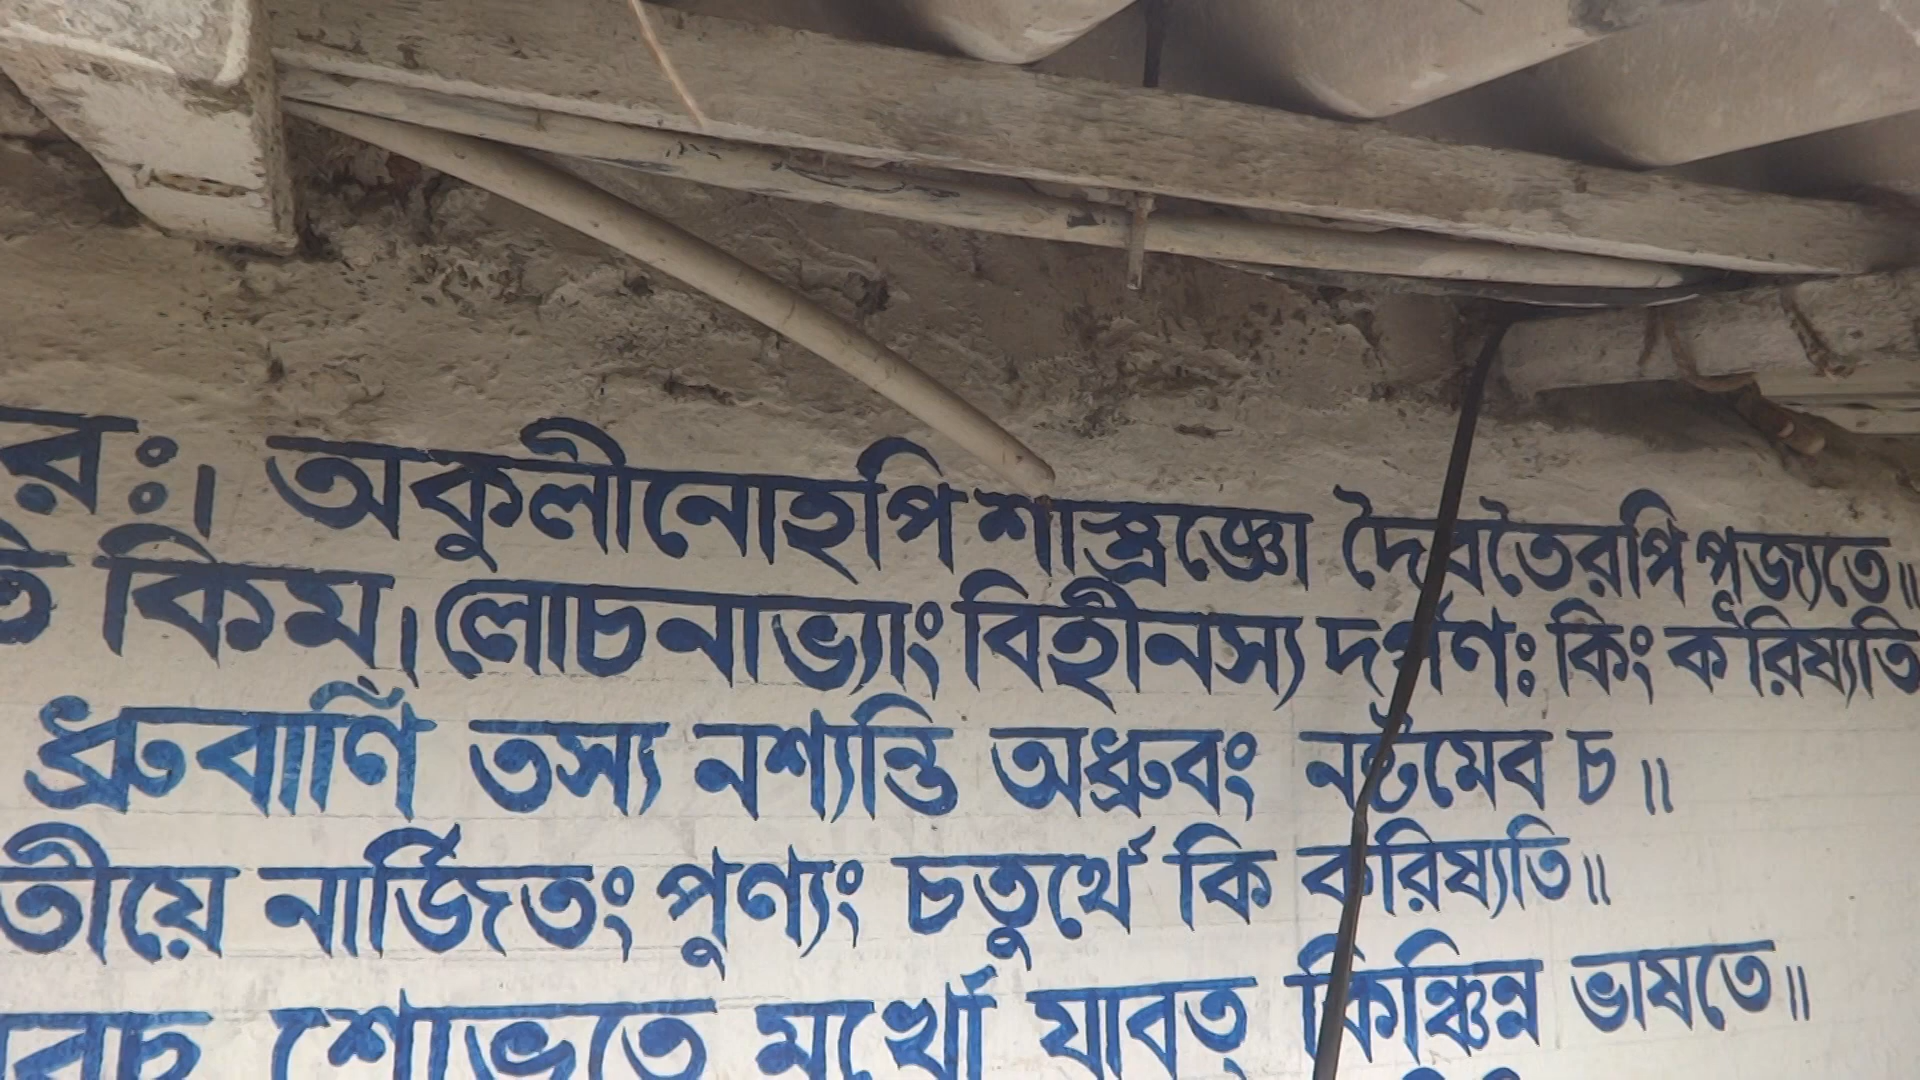 রঃ। অকুলীনোহপি শাস্ত্রজ্ঞো দৈবতৈরপি পূজ্যতে॥
তি কিম্। লোচনাভ্যাং বিহীনস্য দর্পণঃ কিং করিষ্যতি
ধ্রুবাণি তস্য নশ্যন্তি অধ্রুবং নষ্টমেব চ॥
তীয়ে নার্জিতং পুণ্যং চতুর্থে কি করিষ্যতি॥
শোভতে মূর্খো যাবত্ কিঞ্চিন্ন ভাষতে॥